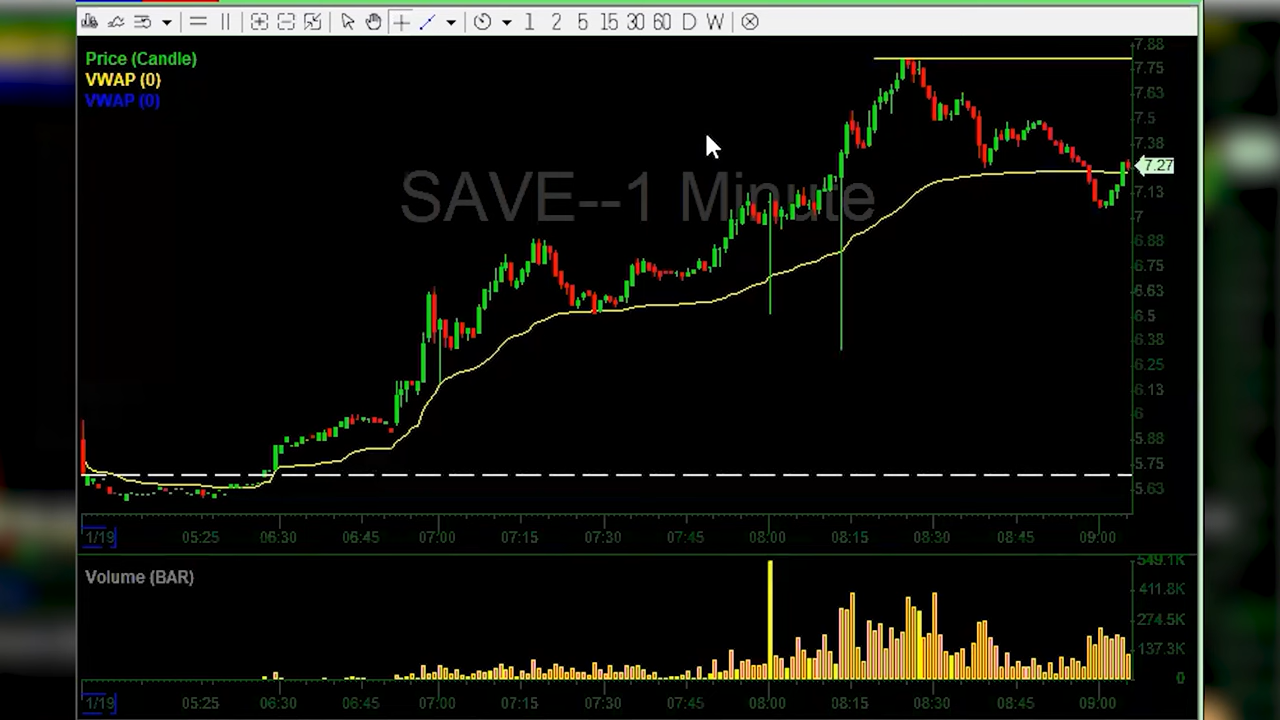 1 2 5 15 30 60 D W
Price (Candle)
VWAP (0)
VWAP (0)
SAVE--1 Minute
7.88
7.75
7.63
7.5
7.38
7.27
7.13
7
6.88
6.75
6.63
6.5
6.38
6.25
6.13
6
5.88
5.75
5.63
1/19 05:25 06:30 06:45 07:00 07:15 07:30 07:45 08:00 08:15 08:30 08:45 09:00
Volume (BAR)
549.1K
411.8K
274.5K
137.3K
0
1/19 05:25 06:30 06:45 07:00 07:15 07:30 07:45 08:00 08:15 08:30 08:45 09:00